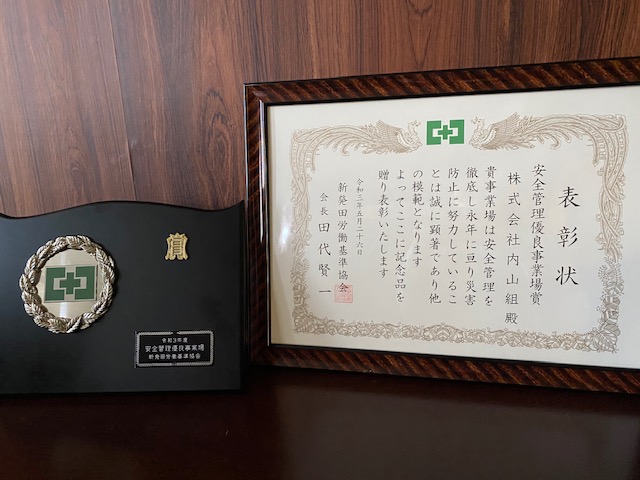 表彰状
安全管理優良事業場賞
株式会社内山組殿
貴事業場は安全管理を
徹底し永年に亘り災害
防止に努力しているこ
とは誠に顕著であり他
の模範となります
よってここに記念品を
贈り表彰いたします
令和三年五月二十六日
新発田労働基準協会
会長田代賢一
賞
令和3年度
安全管理優良事業場
新発田労働基準協会